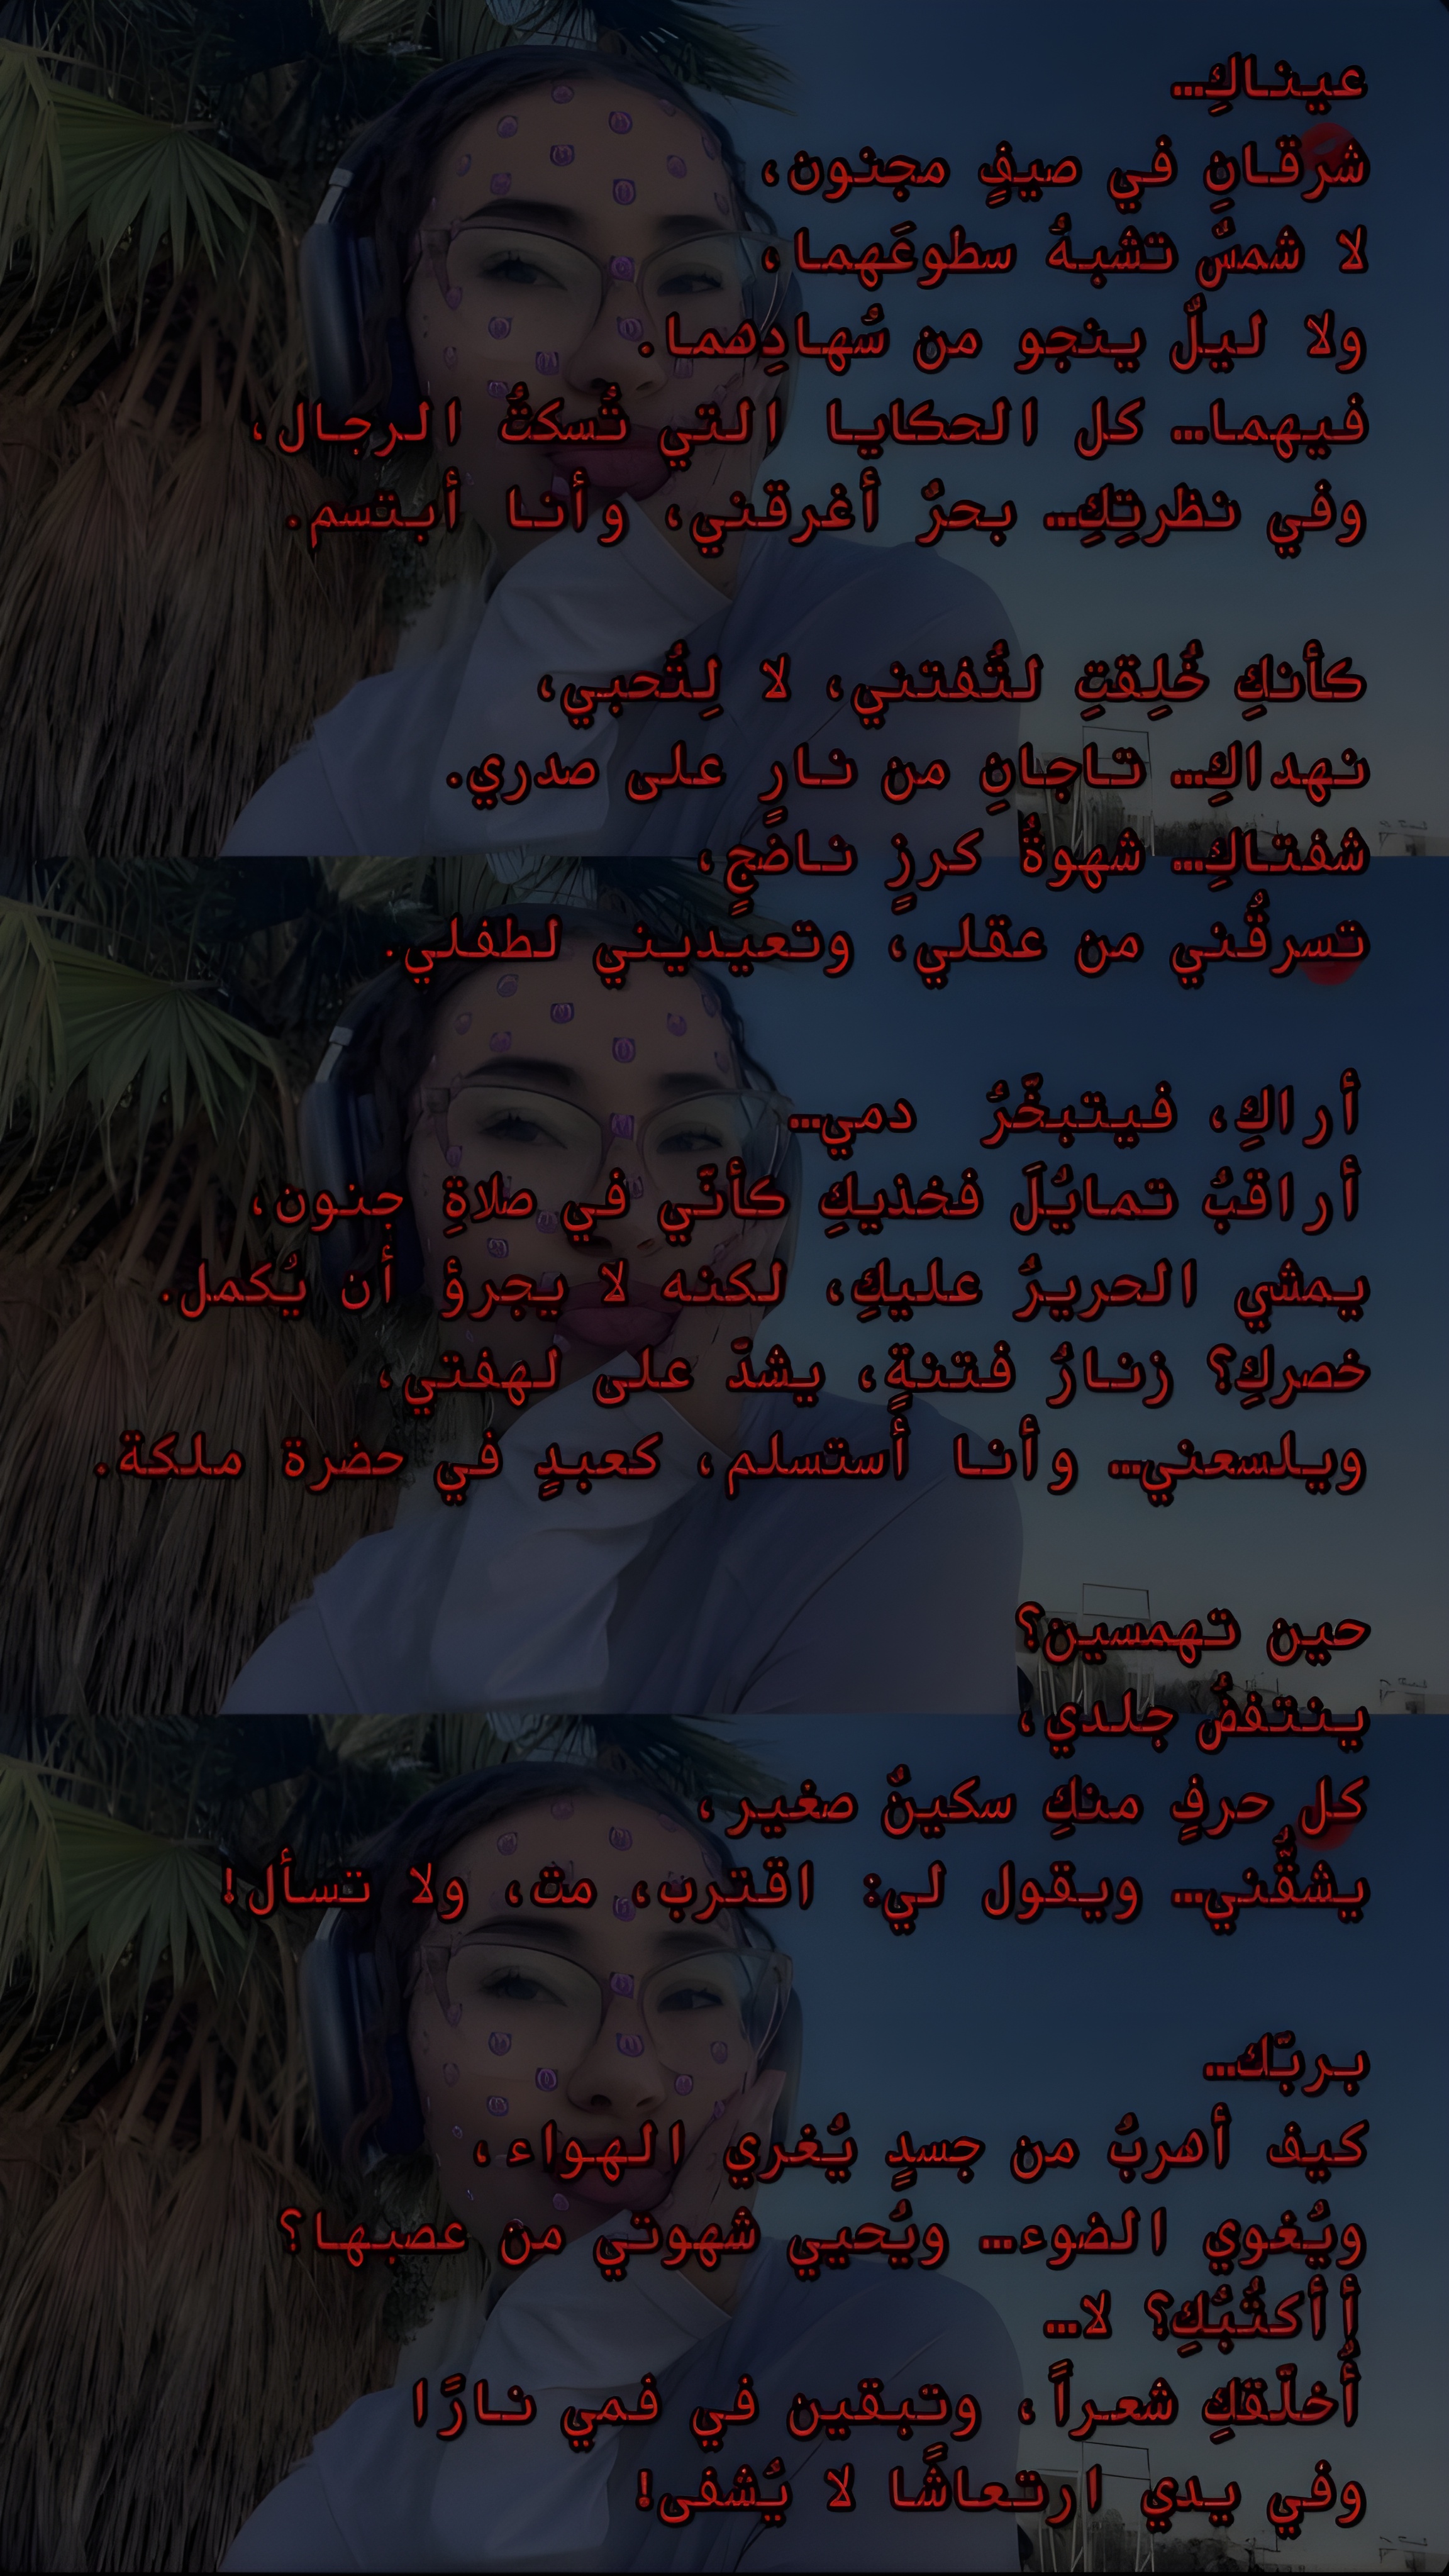 عيناكِ…
شرقانِ في صيفٍ مجنون،
لا شمسٌ تشبهُ سطوعَهما،
ولا ليلٌ ينجو من سُهادِهما.
فيهما… كل الحكايا التي تُسكتُ الرجال،
وفي نظرتِكِ… بحرٌ أغرقني، وأنا أبتسم.
كأنكِ خُلِقتِ لتُفتني، لا لِتُحبي،
نهداكِ… تاجانِ من نارٍ على صدري.
شفتاكِ… شهوةُ كرزٍ ناضجٍ،
تسرقُني من عقلي، وتعيديني لطفلي.
أراكِ، فيتبخّرُ دمي…
أراقبُ تمايُلَ فخذيكِ كأنّي في صلاةِ جنون،
يمشي الحريرُ عليكِ، لكنه لا يجرؤ أن يُكمل.
خصركِ؟ زنارُ فتنةٍ، يشدّ على لهفتي،
ويلسعني… وأنا أستسلم، كعبدٍ في حضرة ملكة.
حين تهمسين؟
ينتفضُ جلدي،
كل حرفٍ منكِ سكينٌ صغير،
يشقُّني… ويقول لي: اقترب، مت، ولا تسأل!
بربّك…
كيف أهربُ من جسدٍ يُغري الهواء،
ويُغوي الضوء… ويُحيي شهوتي من عصبها؟
أأكتُبُكِ؟ لا…
أُخلّقكِ شعراً، وتبقين في فمي نارًا
وفي يدي ارتعاشًا لا يُشفى!